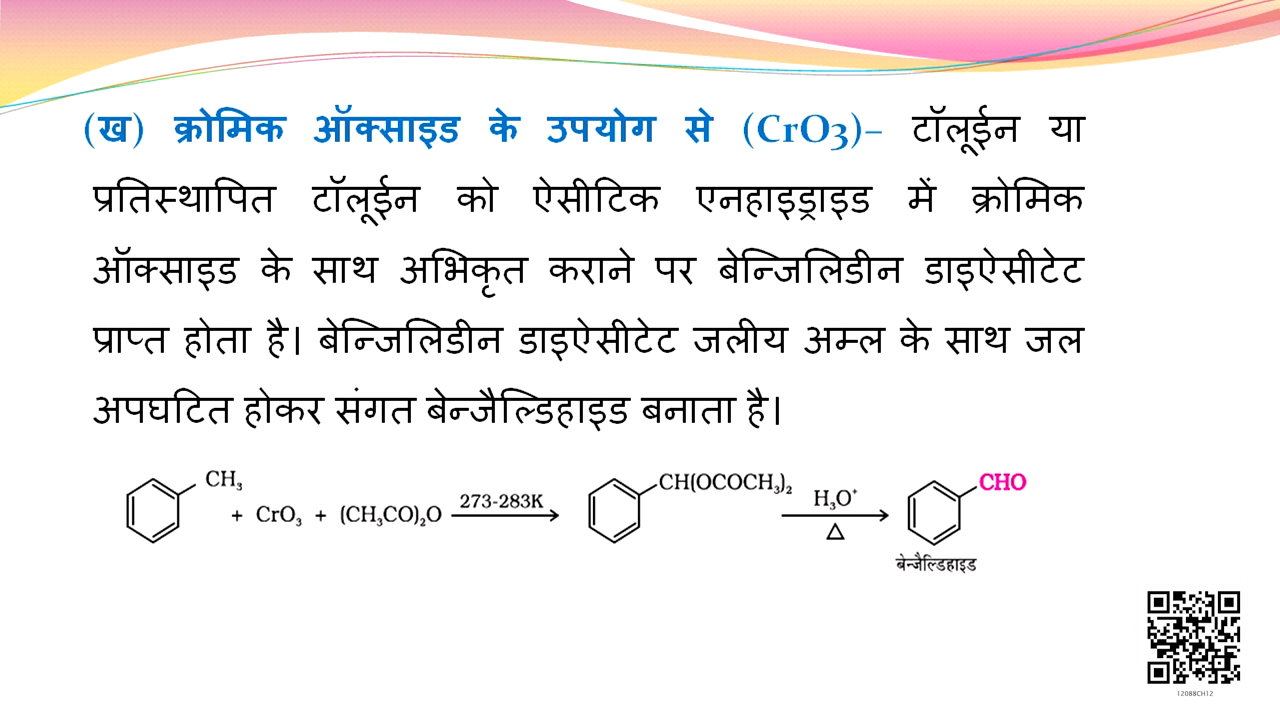 (ख) क्रोमिक ऑक्साइड के उपयोग से (CrO3)– टॉलूईन या
प्रतिस्थापित टॉलूईन को ऐसीटिक एनहाइड्राइड में क्रोमिक
ऑक्साइड के साथ अभिकृत कराने पर बेन्जिलिडीन डाइऐसीटेट
प्राप्त होता है। बेन्जिलिडीन डाइऐसीटेट जलीय अम्ल के साथ जल
अपघटित होकर संगत बेन्जैल्डिहाइड बनाता है।
CH₃ + CrO₃ + (CH₃CO)₂O 273-283K CH(OCOCH₃)₂ H₃O⁺ △ CHO
बेन्जैल्डिहाइड
12088CH12